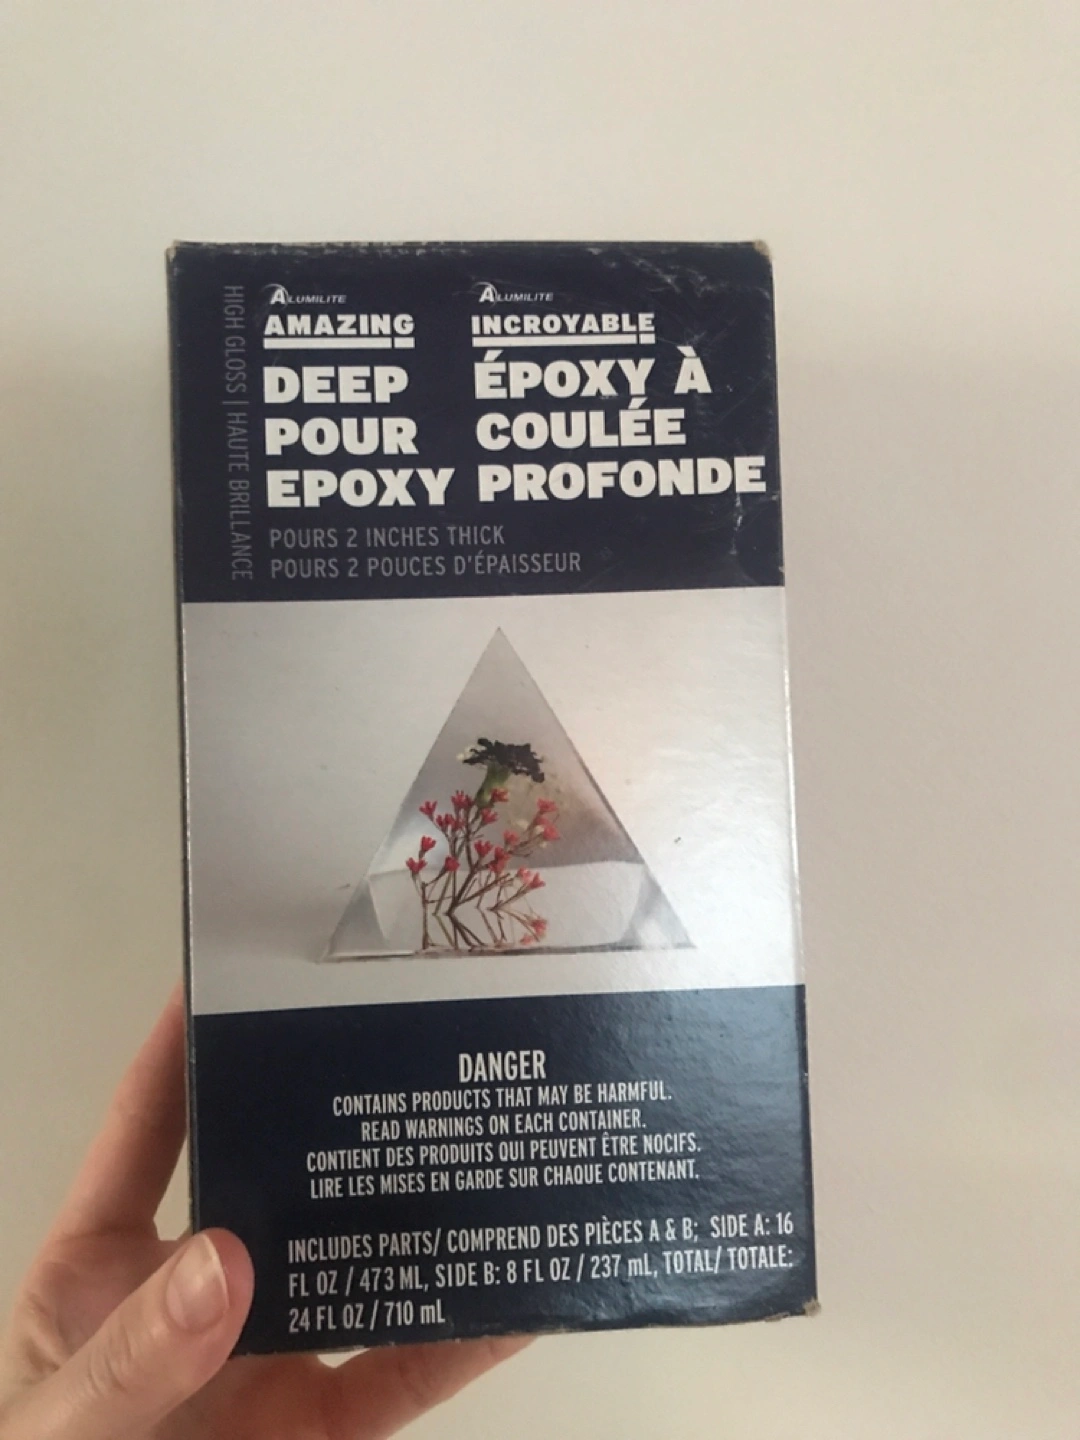 HIGH GLOSS | HAUTE BRILLANCE
ALUMILITE
AMAZING
DEEP
POUR
EPOXY
ALUMILITE
INCROYABLE
ÉPOXY À
COULÉE
PROFONDE
POURS 2 INCHES THICK
POURS 2 POUCES D'ÉPAISSEUR
DANGER
CONTAINS PRODUCTS THAT MAY BE HARMFUL.
READ WARNINGS ON EACH CONTAINER.
CONTIENT DES PRODUITS QUI PEUVENT ÊTRE NOCIFS.
LIRE LES MISES EN GARDE SUR CHAQUE CONTENANT.
INCLUDES PARTS/ COMPREND DES PIÈCES A & B; SIDE A: 16
FL OZ / 473 ML, SIDE B: 8 FL OZ / 237 mL, TOTAL/ TOTALE:
24 FL OZ / 710 mL